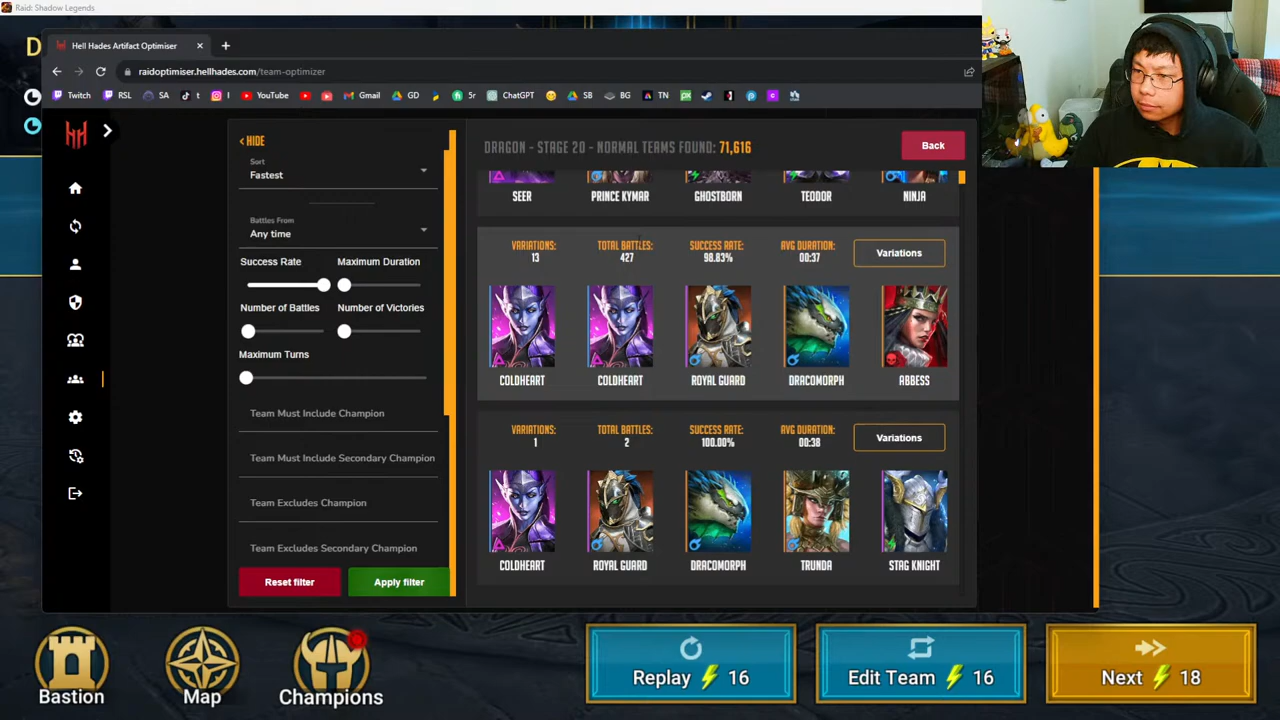 Raid: Shadow Legends
D
Hell Hades Artifact Optimiser
raidoptimiser.hellhades.com/team-optimizer
Twitch RSL SA t YouTube Gmail GD 5r ChatGPT SB BG TN
HIDE
Sort
Fastest
Battles From
Any time
Success Rate Maximum Duration
Number of Battles Number of Victories
Maximum Turns
Team Must Include Champion
Team Must Include Secondary Champion
Team Excludes Champion
Team Excludes Secondary Champion
Reset filter Apply filter
DRAGON - STAGE 20 - NORMAL TEAMS FOUND: 71,616
Back
SEER PRINCE KYMAR GHOSTBORN TEODOR NINJA
VARIATIONS: TOTAL BATTLES: SUCCESS RATE: AVG DURATION:
13 427 98.83% 00:37
Variations
COLDHEART COLDHEART ROYAL GUARD DRACOMORPH ABBESS
VARIATIONS: TOTAL BATTLES: SUCCESS RATE: AVG DURATION:
1 2 100.00% 00:38
Variations
COLDHEART ROYAL GUARD DRACOMORPH TRUNDA STAG KNIGHT
Bastion Map Champions
Replay 16 Edit Team 16 Next 18